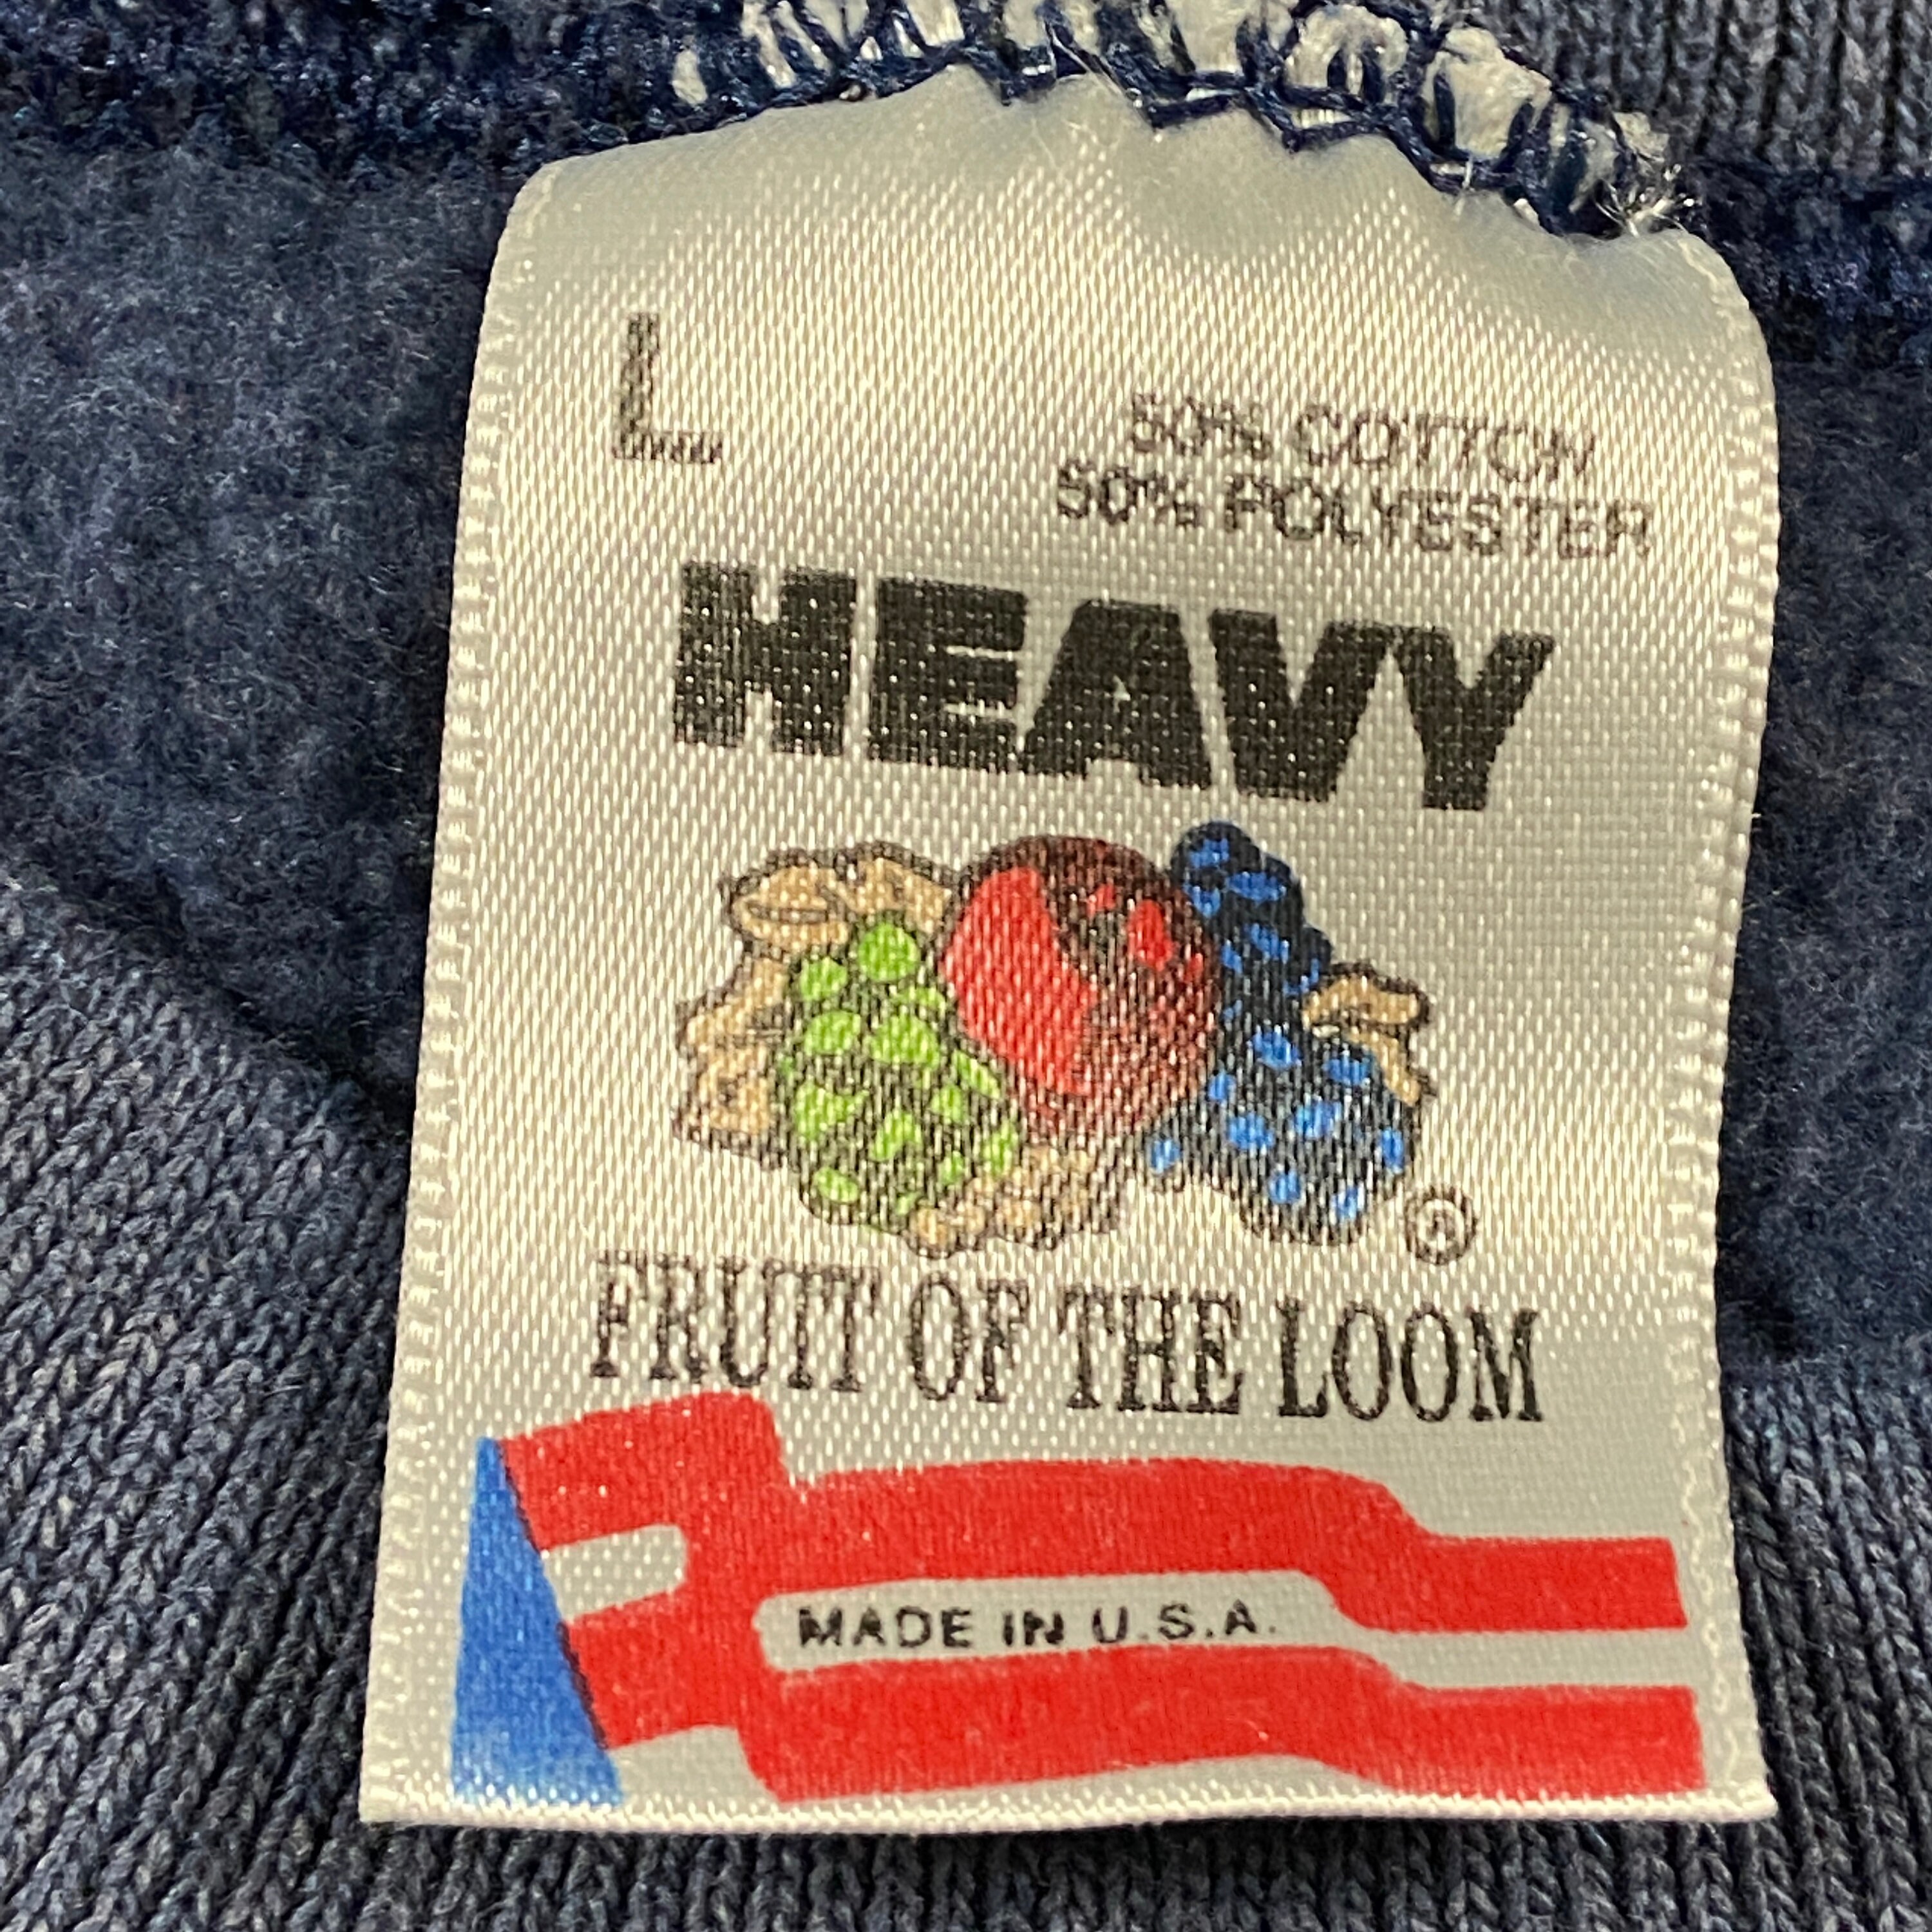 L
50% COTTON
50% POLYESTER
HEAVY
®
FRUIT OF THE LOOM
MADE IN U.S.A.